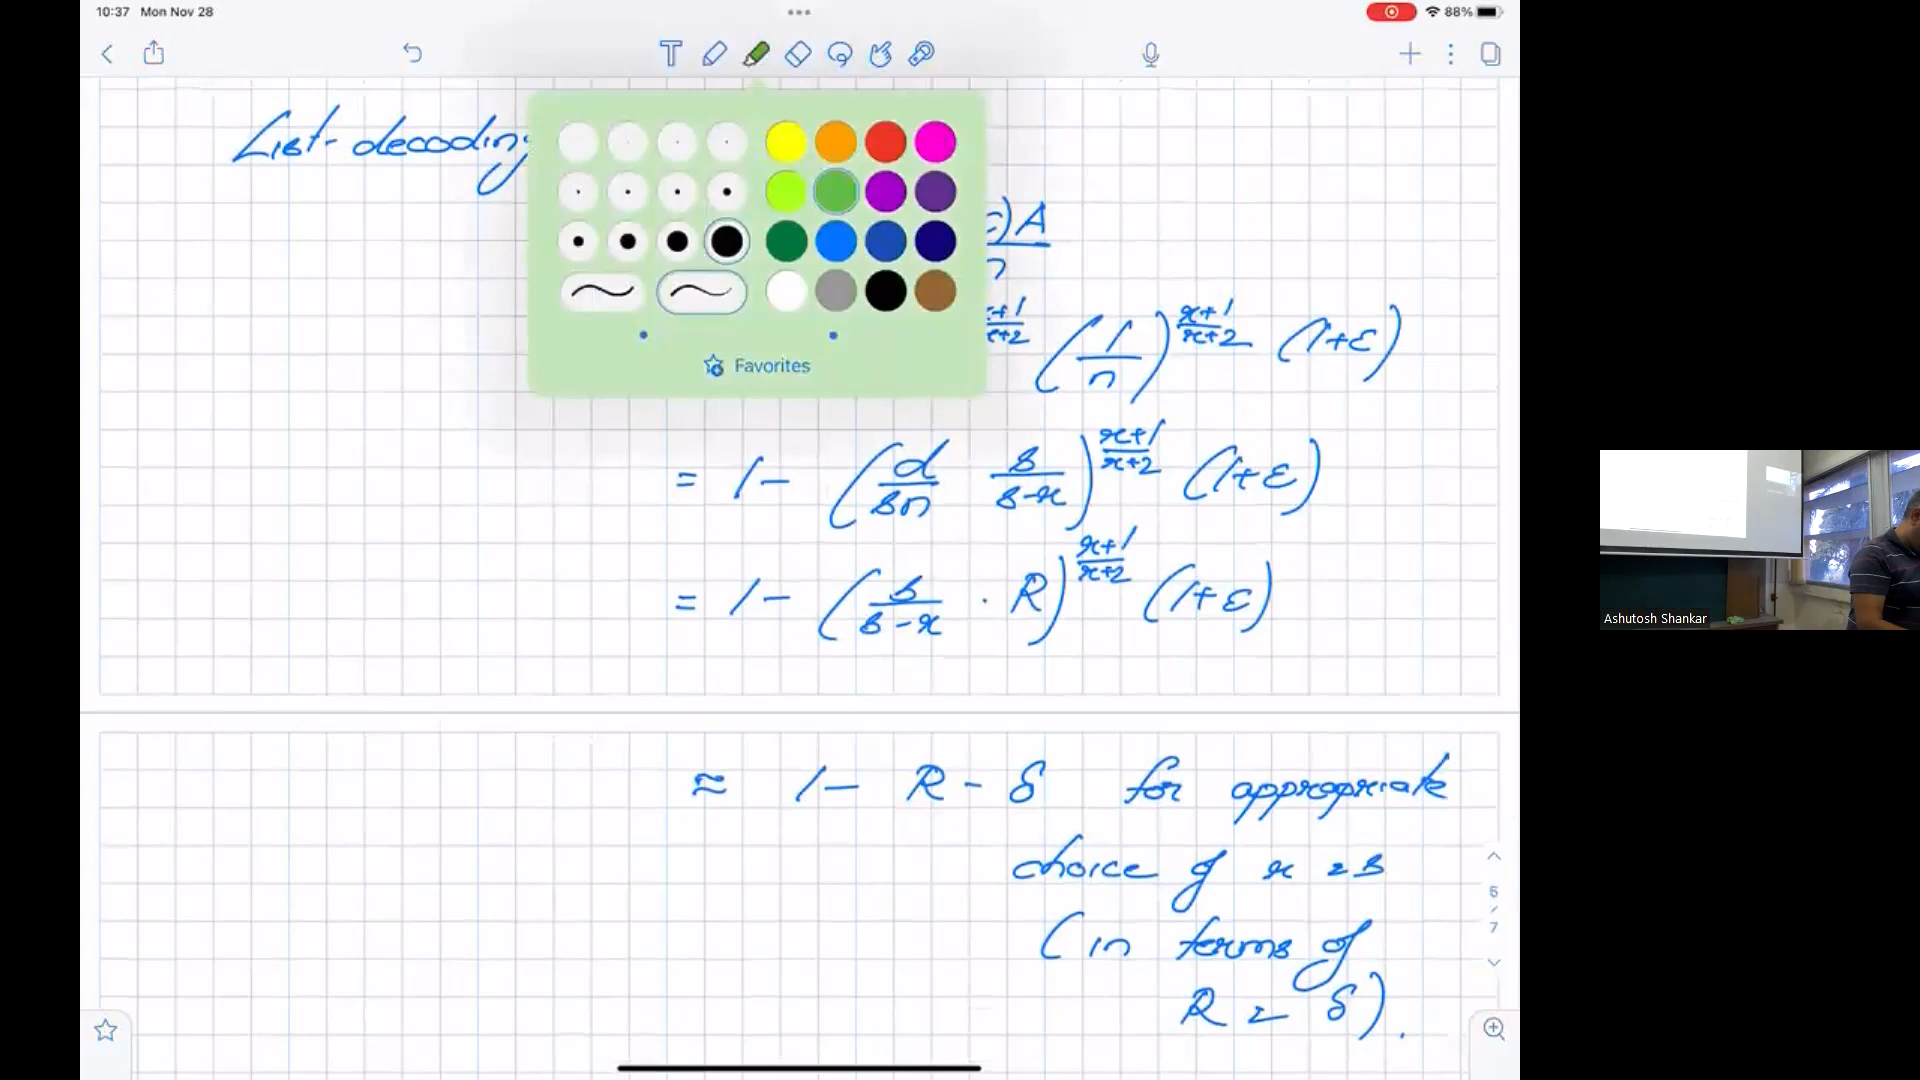 10:37 Mon Nov 28
88%
List-decoding
)A
n
x+1
x+2 (1/n)^{x+1/x+2} (1+ε)
= 1 - (d/sn s/s-r)^{r+1/r+2} (1+ε)
= 1 - (s/s-r · R)^{r+1/r+2} (1+ε)
Favorites
≈ 1 - R - δ for appropriate
choice of r & s
(in terms of
R & δ).
5
/
7
Ashutosh Shankar